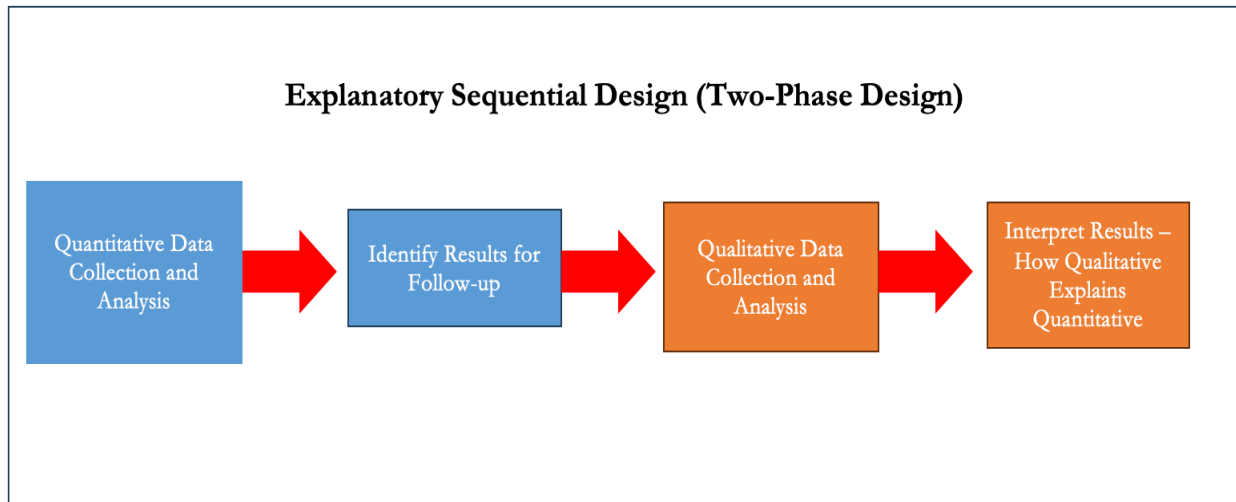 Explanatory Sequential Design (Two-Phase Design)
Quantitative Data
Collection and
Analysis
Identify Results for
Follow-up
Qualitative Data
Collection and
Analysis
Interpret Results –
How Qualitative
Explains
Quantitative